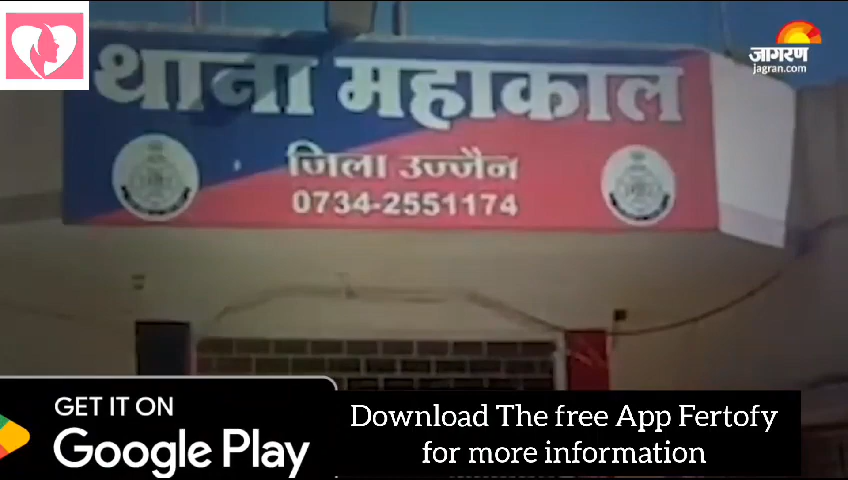 थाना महाकाल
जिला उज्जैन
0734-2551174
जागरण
jagran.com
GET IT ON
Google Play
Download The free App Fertofy
for more information